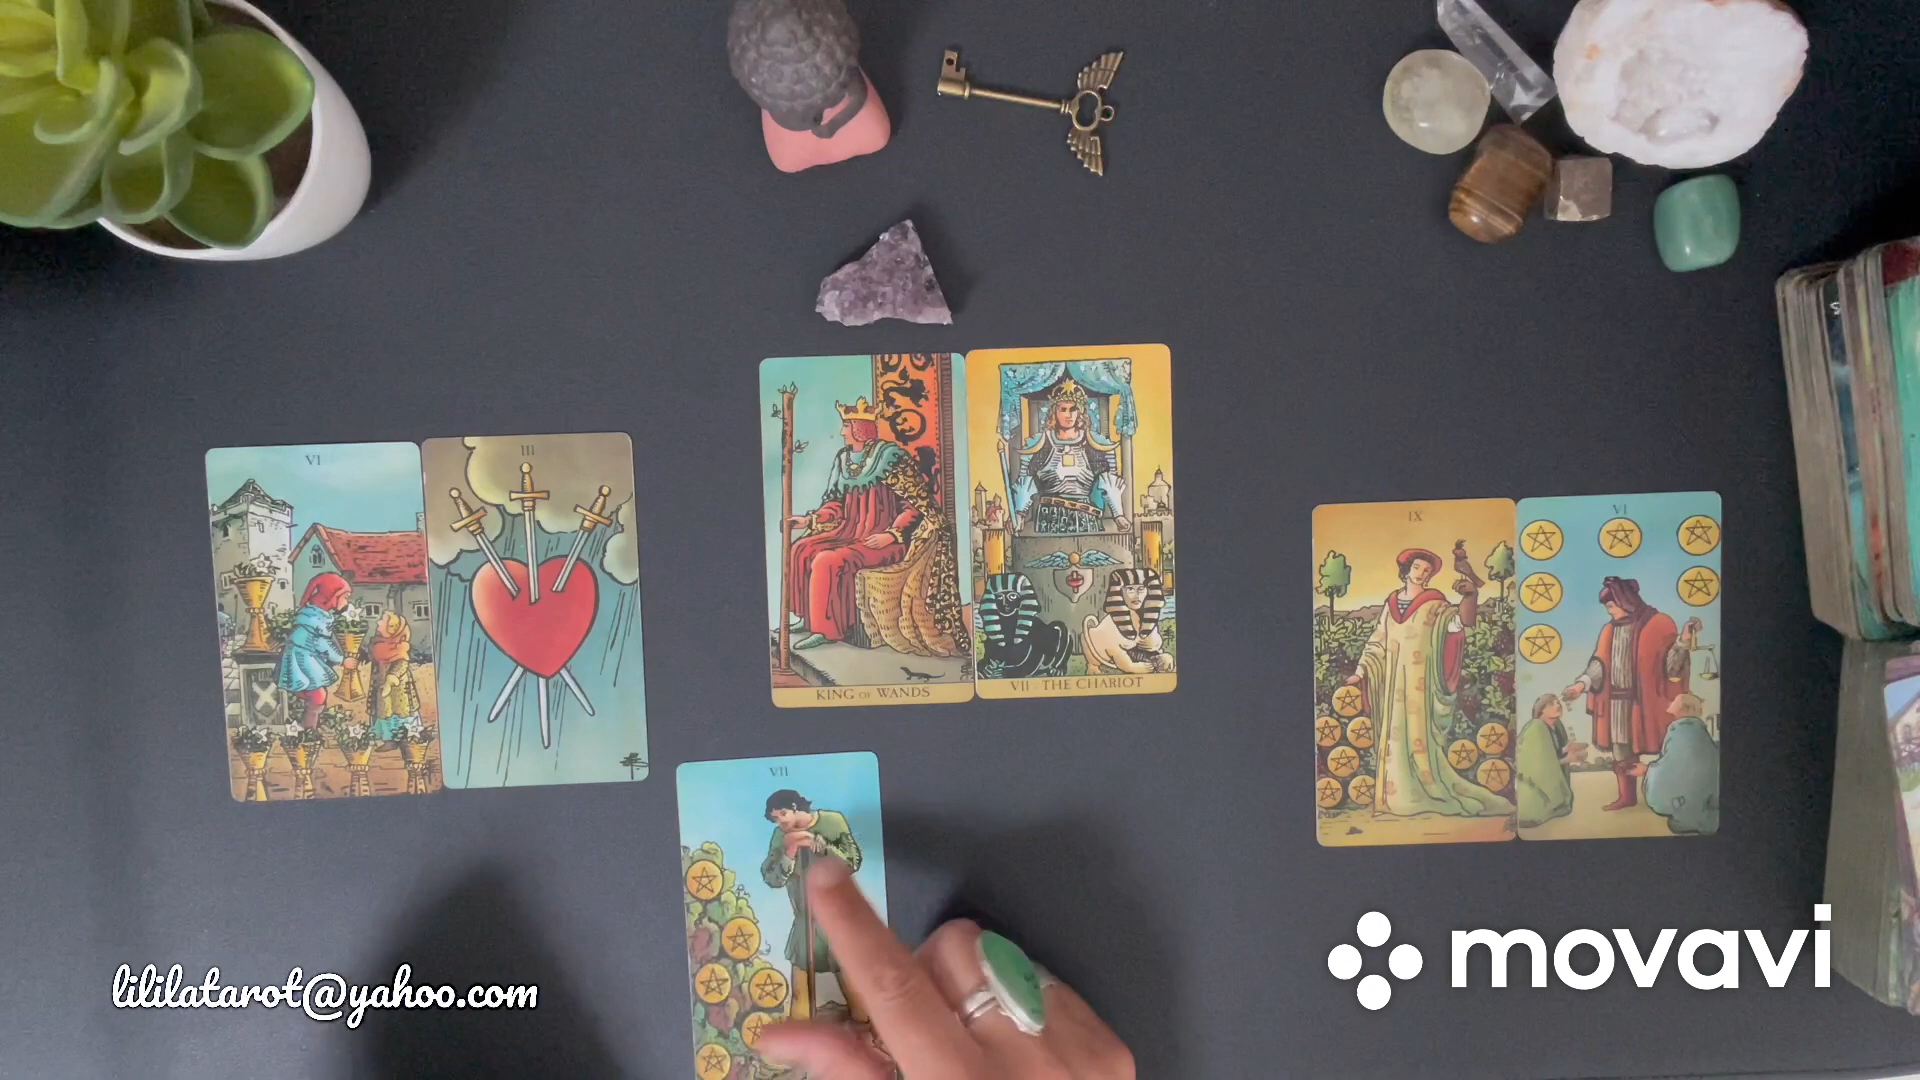 VI
III
KING OF WANDS
VII - THE CHARIOT
IX
VI
VII
lililatarot@yahoo.com
movavi